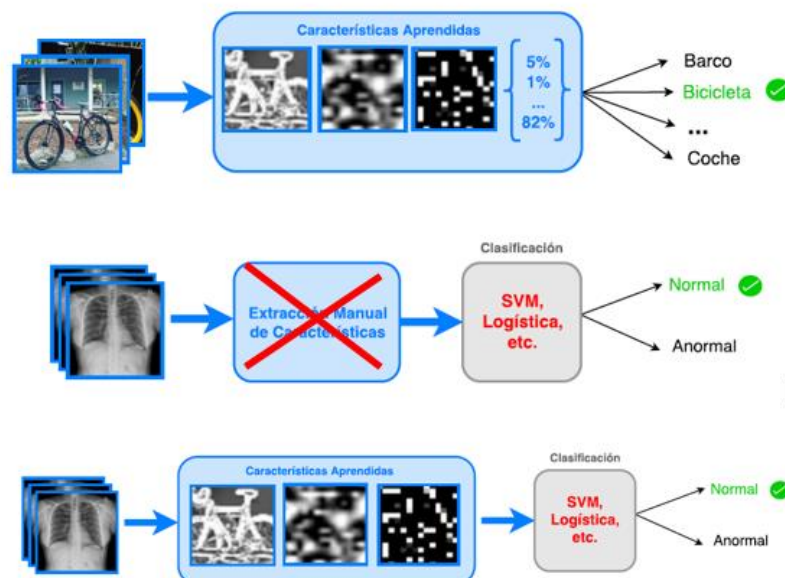 Características Aprendidas
5%
1%
...
82%
Barco
Bicicleta
...
Coche
Clasificación
Extracción Manual
de Características
SVM,
Logística,
etc.
Normal
Anormal
Características Aprendidas
Clasificación
SVM,
Logística,
etc.
Normal
Anormal